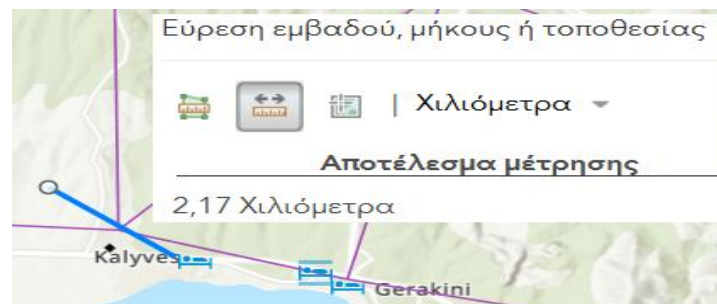 Εύρεση εμβαδού, μήκους ή τοποθεσίας
| Χιλιόμετρα
Αποτέλεσμα μέτρησης
2,17 Χιλιόμετρα
Kalyves
Gerakini